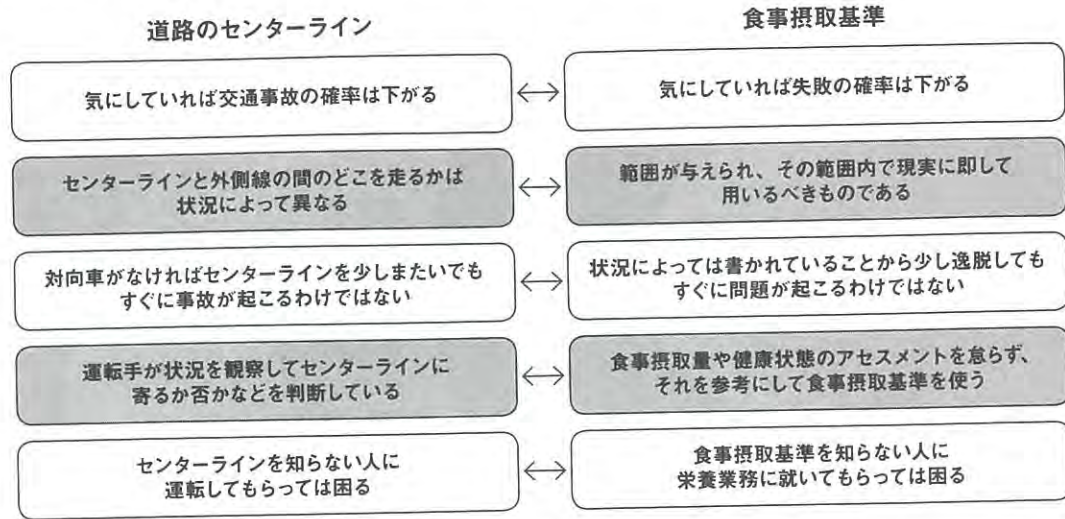 道路のセンターライン
食事摂取基準
気にしていれば交通事故の確率は下がる
↔
気にしていれば失敗の確率は下がる
センターラインと外側線の間のどこを走るかは
状況によって異なる
↔
範囲が与えられ、その範囲内で現実に即して
用いるべきものである
対向車がなければセンターラインを少しまたいでも
すぐに事故が起こるわけではない
↔
状況によっては書かれていることから少し逸脱しても
すぐに問題が起こるわけではない
運転手が状況を観察してセンターラインに
寄るか否かなどを判断している
↔
食事摂取量や健康状態のアセスメントを怠らず、
それを参考にして食事摂取基準を使う
センターラインを知らない人に
運転してもらっては困る
↔
食事摂取基準を知らない人に
栄養業務に就いてもらっては困る